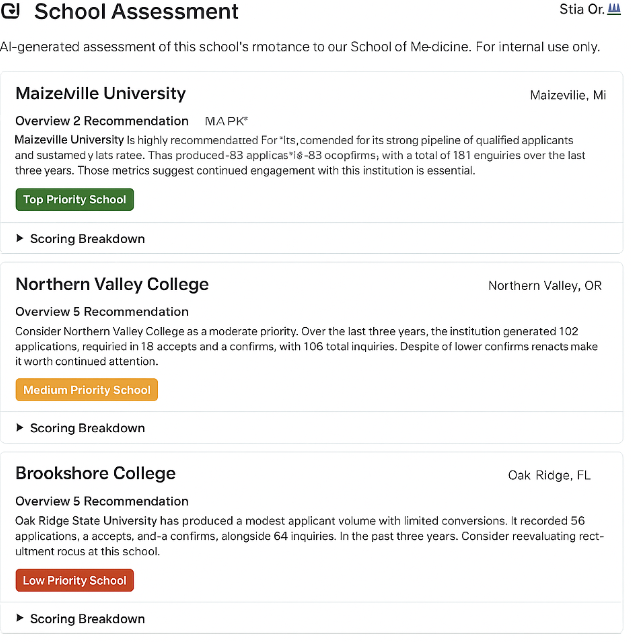 School Assessment
Stia Or.
AI-generated assessment of this school's rmotance to our School of Me-dicine. For internal use only.
Maizeville University
Maizevilie, Mi
Overview 2 Recommendation MAPK*
Maizeville University Is highly recommendatted For *Its, comended for its strong pipeline of qualified applicants
and sustamed y lats ratee. Thas produced -83 applicas -83 ocopfirms, with a total of 181 enguiries over the last
three years. Those metrics suggest continued engagement with this institution is essential.
Top Priority School
Scoring Breakdown
Northern Valley College
Northern Valley, OR
Overview 5 Recommendation
Consider Northern Valley College as a moderate priority. Over the last three years, the institution generated 102
applications, requiried in 18 accepts and a confirms, with 106 total inquiries. Despite of lower confirms renacts make
it worth continued attention.
Medium Priority School
Scoring Breakdown
Brookshore College
Oak Ridge, FL
Overview 5 Recommendation
Oak Ridge State University has produced a modest applicant volume with limited conversions. It recorded 56
applications, a accepts, and-a confirms, alongside 64 inquiries. In the past three years. Consider reevaluating rect-
ultment rocus at this school.
Low Priority School
Scoring Breakdown